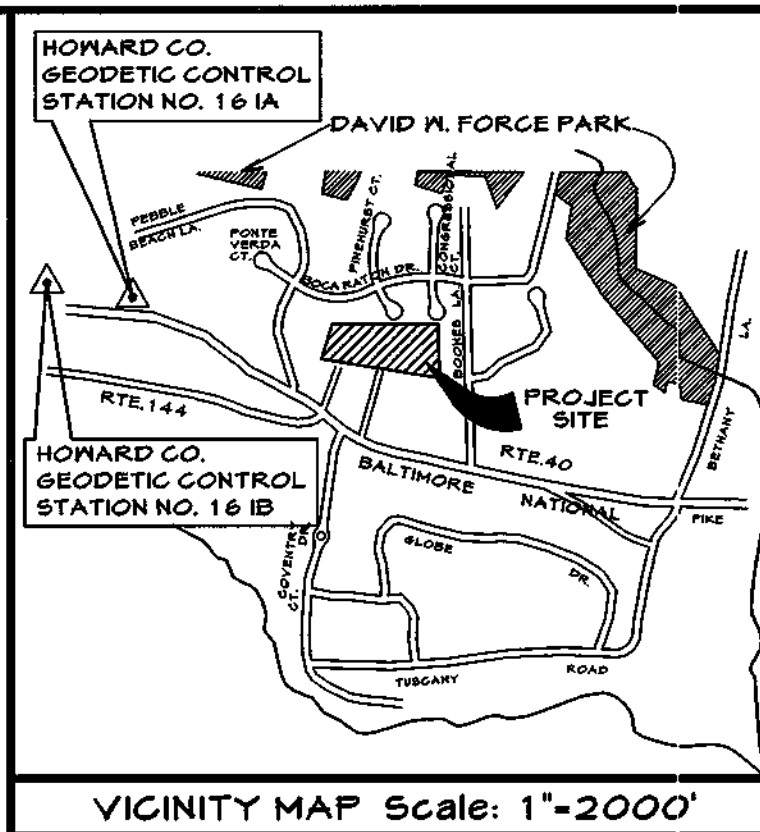 HOWARD CO.
GEODETIC CONTROL
STATION NO. 16 IA
DAVID W. FORCE PARK
PEBBLE
BEACH LA.
PONTE
VERDA
CT.
PINEHURST CT.
CONGRESSIONAL
CT.
BOCA RATON DR.
BOONES LA.
PROJECT
SITE
LA.
BETHANY
RTE.144
RTE.40
HOWARD CO.
GEODETIC CONTROL
STATION NO. 16 IB
BALTIMORE
NATIONAL
PIKE
COVENTRY
CT.
DR.
GLOBE
DR.
TUSCANY
ROAD
VICINITY MAP Scale: 1"=2000'